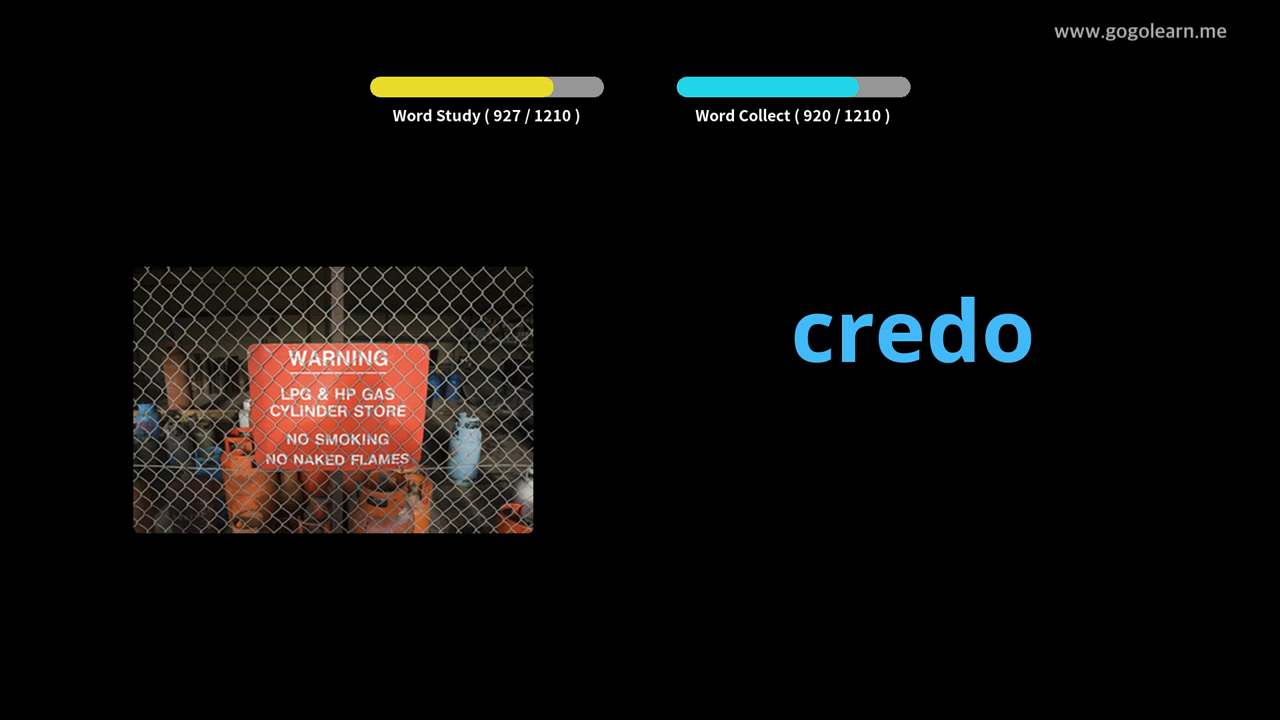 www.gogolearn.me
Word Study ( 927 / 1210 )
Word Collect ( 920 / 1210 )
credo
WARNING
LPG & HP GAS
CYLINDER STORE
NO SMOKING
NO NAKED FLAMES